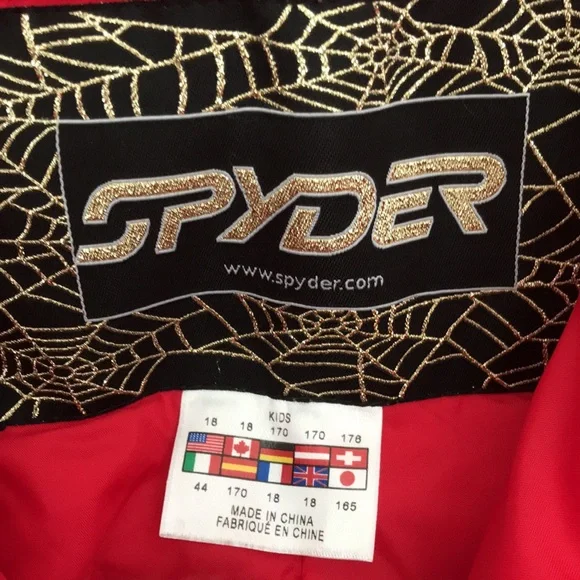 SPYDER
www.spyder.com
KIDS
18 18 170 170 176
44 170 18 18 165
MADE IN CHINA
FABRIQUÉ EN CHINE